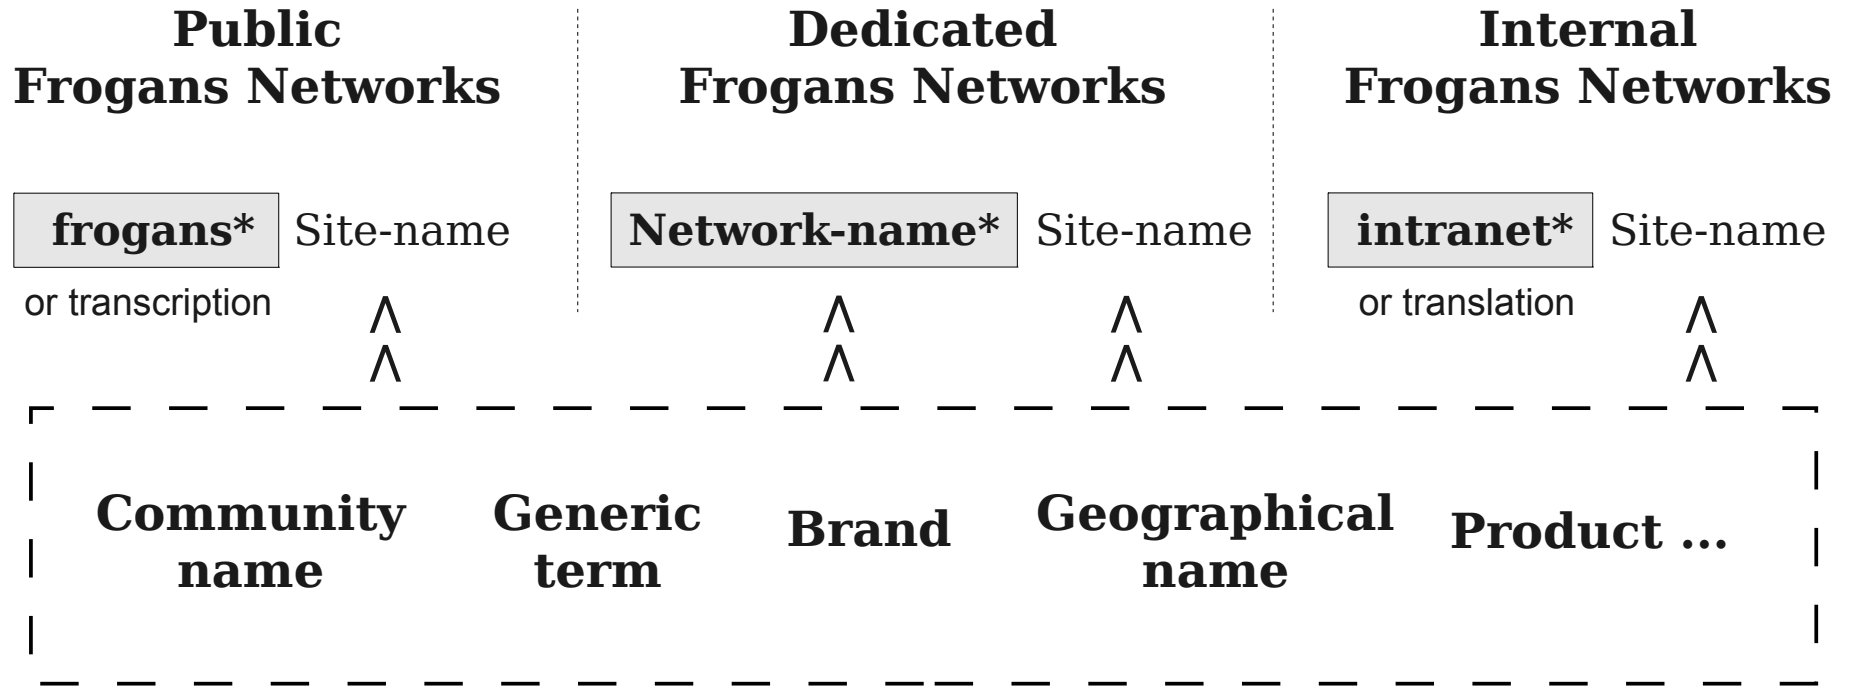 Public
Frogans Networks
Dedicated
Frogans Networks
Internal
Frogans Networks
frogans* Site-name
or transcription
Network-name* Site-name
intranet* Site-name
or translation
Community
name
Generic
term
Brand
Geographical
name
Product ...